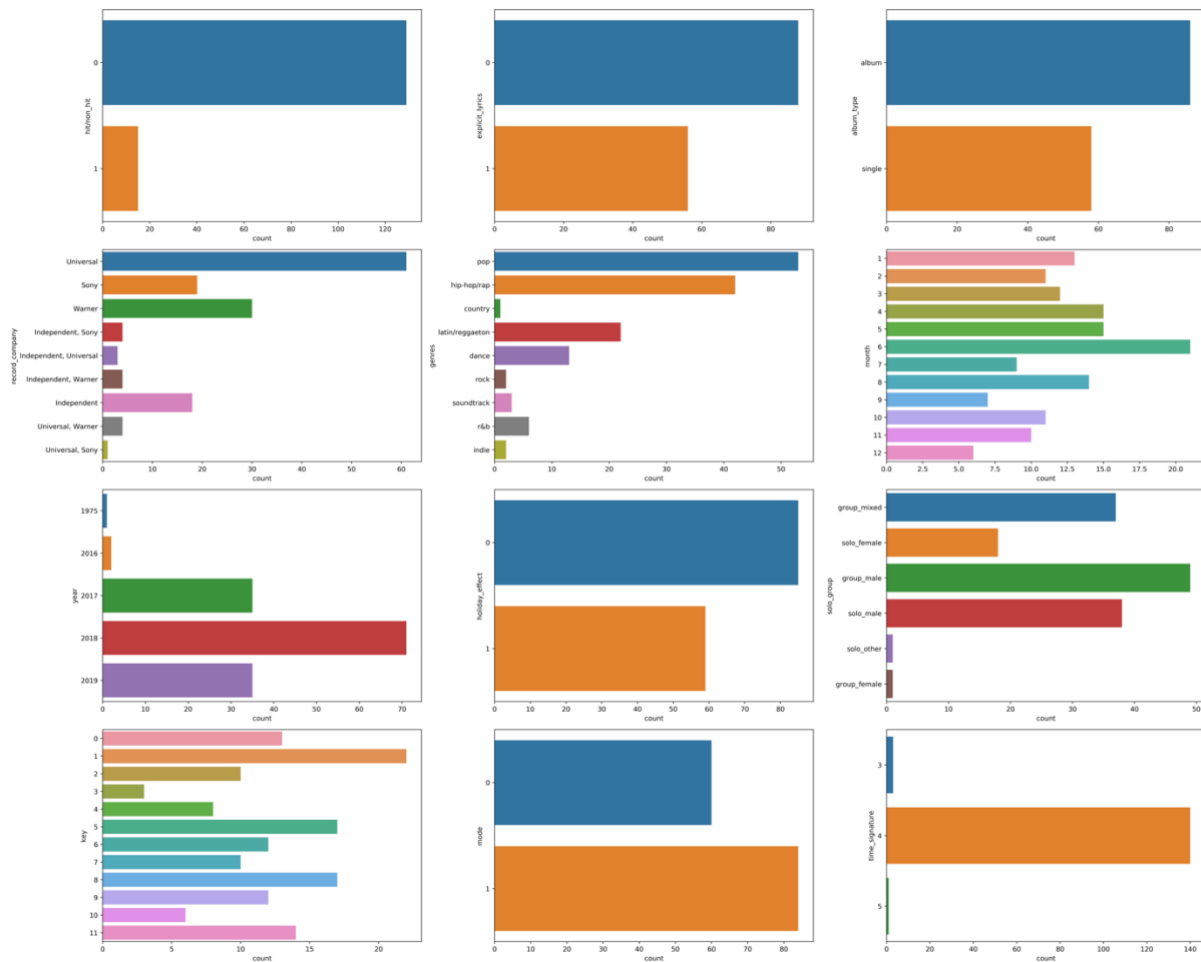 0
1
hit/non_hit
0 20 40 60 80 100 120
count
0
1
explicit_lyrics
0 20 40 60 80
count
album
single
album_type
0 20 40 60 80
count
Universal
Sony
Warner
Independent, Sony
Independent, Universal
Independent, Warner
Independent
Universal, Warner
Universal, Sony
record_company
0 10 20 30 40 50 60
count
pop
hip-hop/rap
country
latin/reggaeton
dance
rock
soundtrack
r&b
indie
genres
0 10 20 30 40 50
count
1
2
3
4
5
6
7
8
9
10
11
12
month
0.0 2.5 5.0 7.5 10.0 12.5 15.0 17.5 20.0
count
1975
2016
2017
2018
2019
year
0 10 20 30 40 50 60 70
count
0
1
holiday_effect
0 10 20 30 40 50 60 70 80
count
group_mixed
solo_female
group_male
solo_male
solo_other
group_female
solo_group
0 10 20 30 40 50
count
0
1
2
3
4
5
6
7
8
9
10
11
key
0 5 10 15 20
count
0
1
mode
0 20 40 60 80
count
3
4
5
time_signature
0 20 40 60 80 100 120 140
count